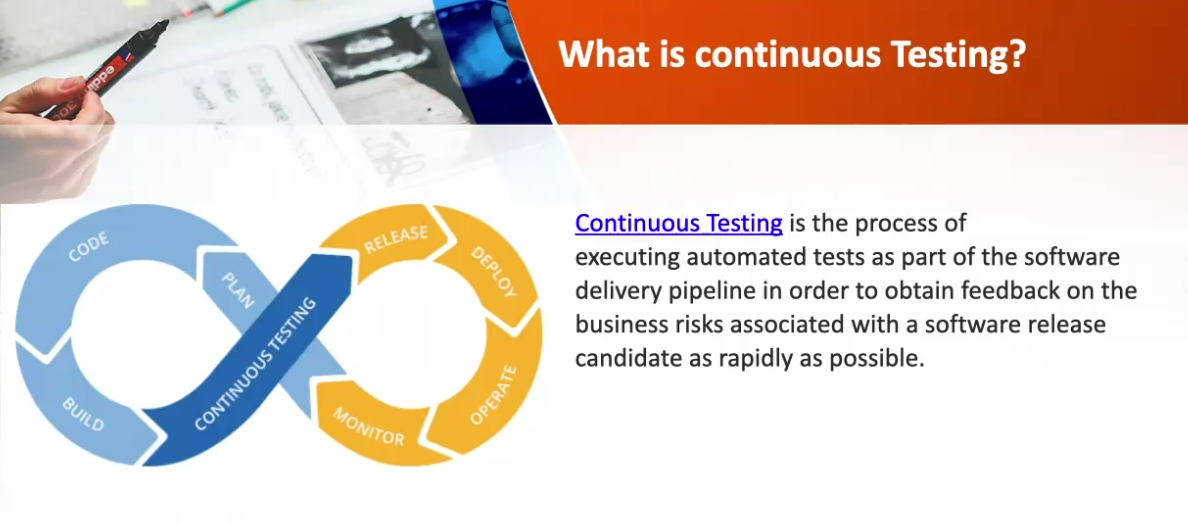 What is continuous Testing?
CODE
PLAN
BUILD
CONTINUOUS TESTING
RELEASE
DEPLOY
OPERATE
MONITOR
Continuous Testing is the process of
executing automated tests as part of the software
delivery pipeline in order to obtain feedback on the
business risks associated with a software release
candidate as rapidly as possible.